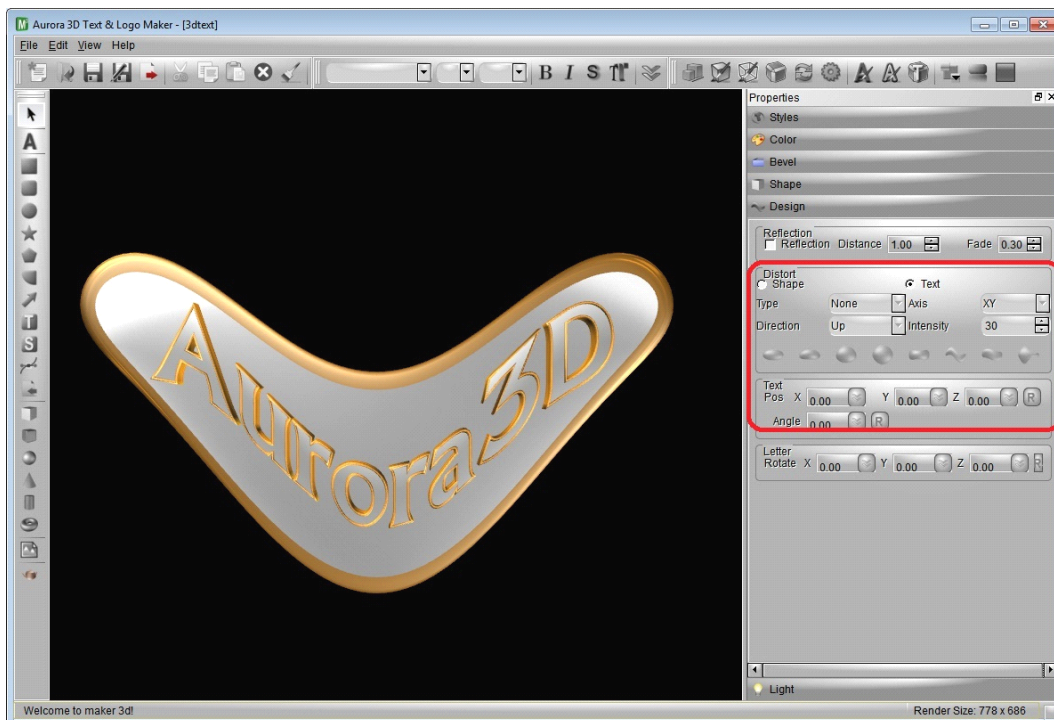 Aurora 3D Text & Logo Maker - [3dtext]
File Edit View Help
B I S T
Properties
Styles
Color
Bevel
Shape
Design
Reflection
Reflection Distance 1.00 Fade 0.30
Distort
Shape Text
Type None Axis XY
Direction Up Intensity 30
Text
Pos X 0.00 Y 0.00 Z 0.00 R
Angle 0.00 R
Letter
Rotate X 0.00 Y 0.00 Z 0.00 R
Aurora3D
Light
Welcome to maker 3d!
Render Size: 778 x 686